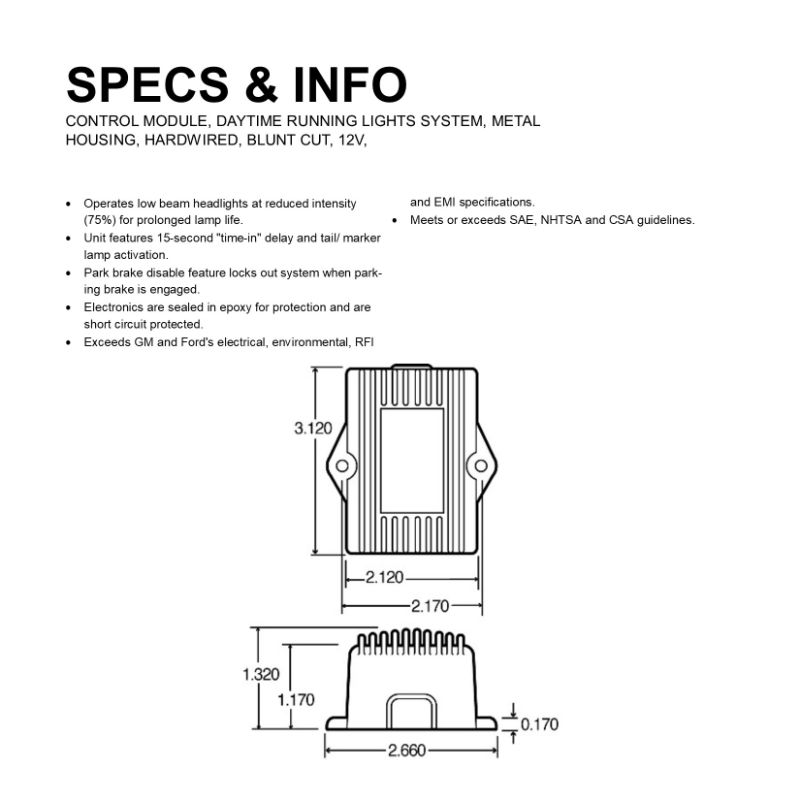 SPECS & INFO
CONTROL MODULE, DAYTIME RUNNING LIGHTS SYSTEM, METAL
HOUSING, HARDWIRED, BLUNT CUT, 12V,
• Operates low beam headlights at reduced intensity
(75%) for prolonged lamp life.
• Unit features 15-second "time-in" delay and tail/ marker
lamp activation.
• Park brake disable feature locks out system when park-
ing brake is engaged.
• Electronics are sealed in epoxy for protection and are
short circuit protected.
• Exceeds GM and Ford's electrical, environmental, RFI
and EMI specifications.
• Meets or exceeds SAE, NHTSA and CSA guidelines.
3.120
2.120
2.170
1.320
1.170
0.170
2.660